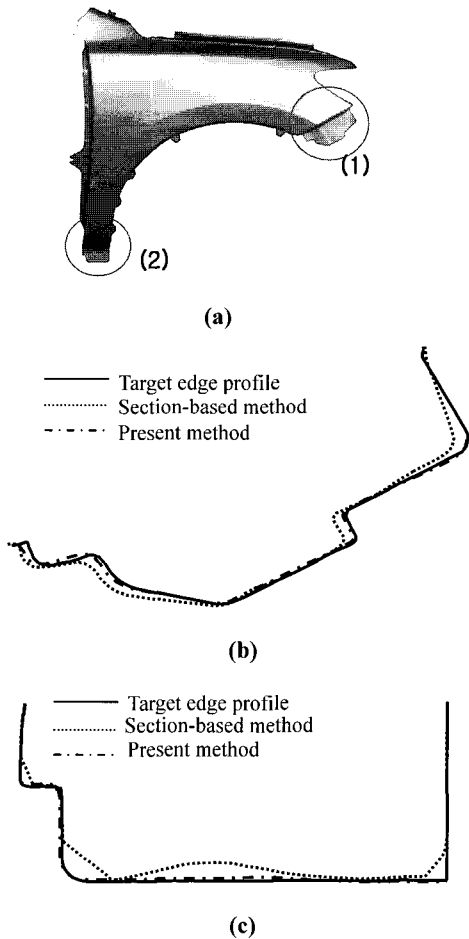 (1)
(2)
(a)
Target edge profile
Section-based method
Present method
(b)
Target edge profile
Section-based method
Present method
(c)